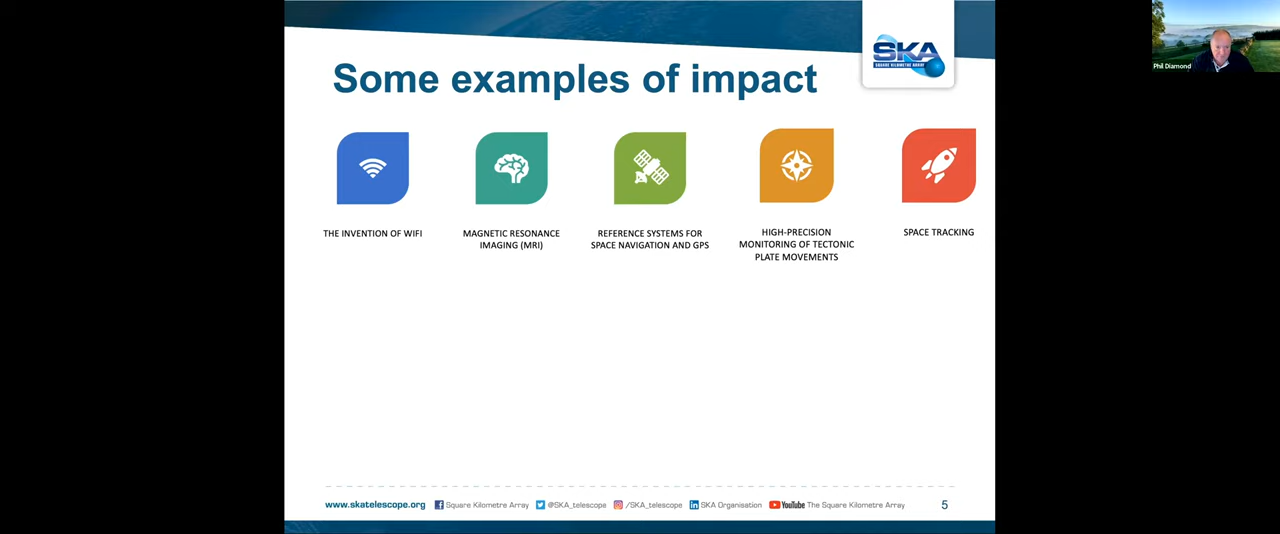 SKA
SQUARE KILOMETRE ARRAY
Phil Diamond
Some examples of impact
THE INVENTION OF WIFI
MAGNETIC RESONANCE
IMAGING (MRI)
REFERENCE SYSTEMS FOR
SPACE NAVIGATION AND GPS
HIGH-PRECISION
MONITORING OF TECTONIC
PLATE MOVEMENTS
SPACE TRACKING
www.skatelescope.org Square Kilometre Array @SKA_telescope /SKA_telescope SKA Organisation YouTube The Square Kilometre Array 5